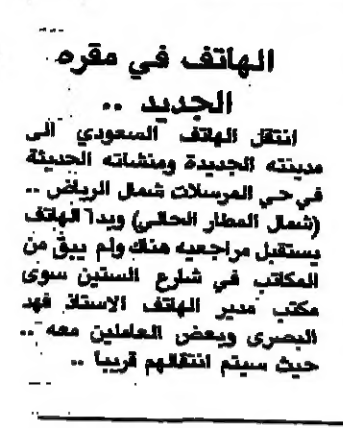 الهاتف في مقره
الجديد ..
انتقل الهاتف السعودي الى
مدينته الجديدة ومنشاته الحديثة
في حي المرسلات شمال الرياض ..
(شمال المطار الحالي) وبدا الهاتف
يستقبل مراجعيه هناك ولم يبق من
المكاتب في شارع الستين سوى
مكتب مدير الهاتف الاستاذ فهد
البصرى وبعض العاملين معه ..
حيث سيتم انتقالهم قريبا ..